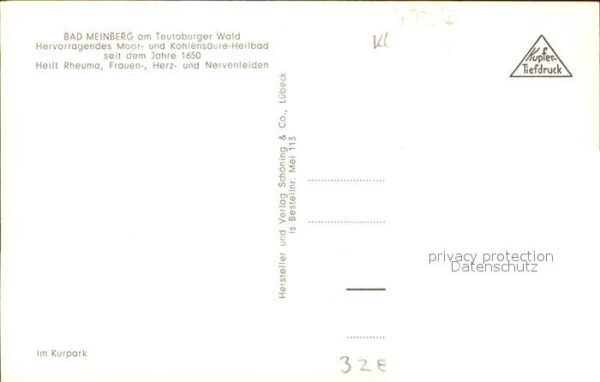 BAD MEINBERG am Teutoburger Wald
Hervorragendes Moor- und Kohlensäure-Heilbad
seit dem Jahre 1650
Heilt Rheuma, Frauen-, Herz- und Nervenleiden
Kupfer-
Tiefdruck
Hersteller und Verlag Schöning & Co., Lübeck
is Bestellnr. Mei 113
privacy protection
Datenschutz
Im Kurpark